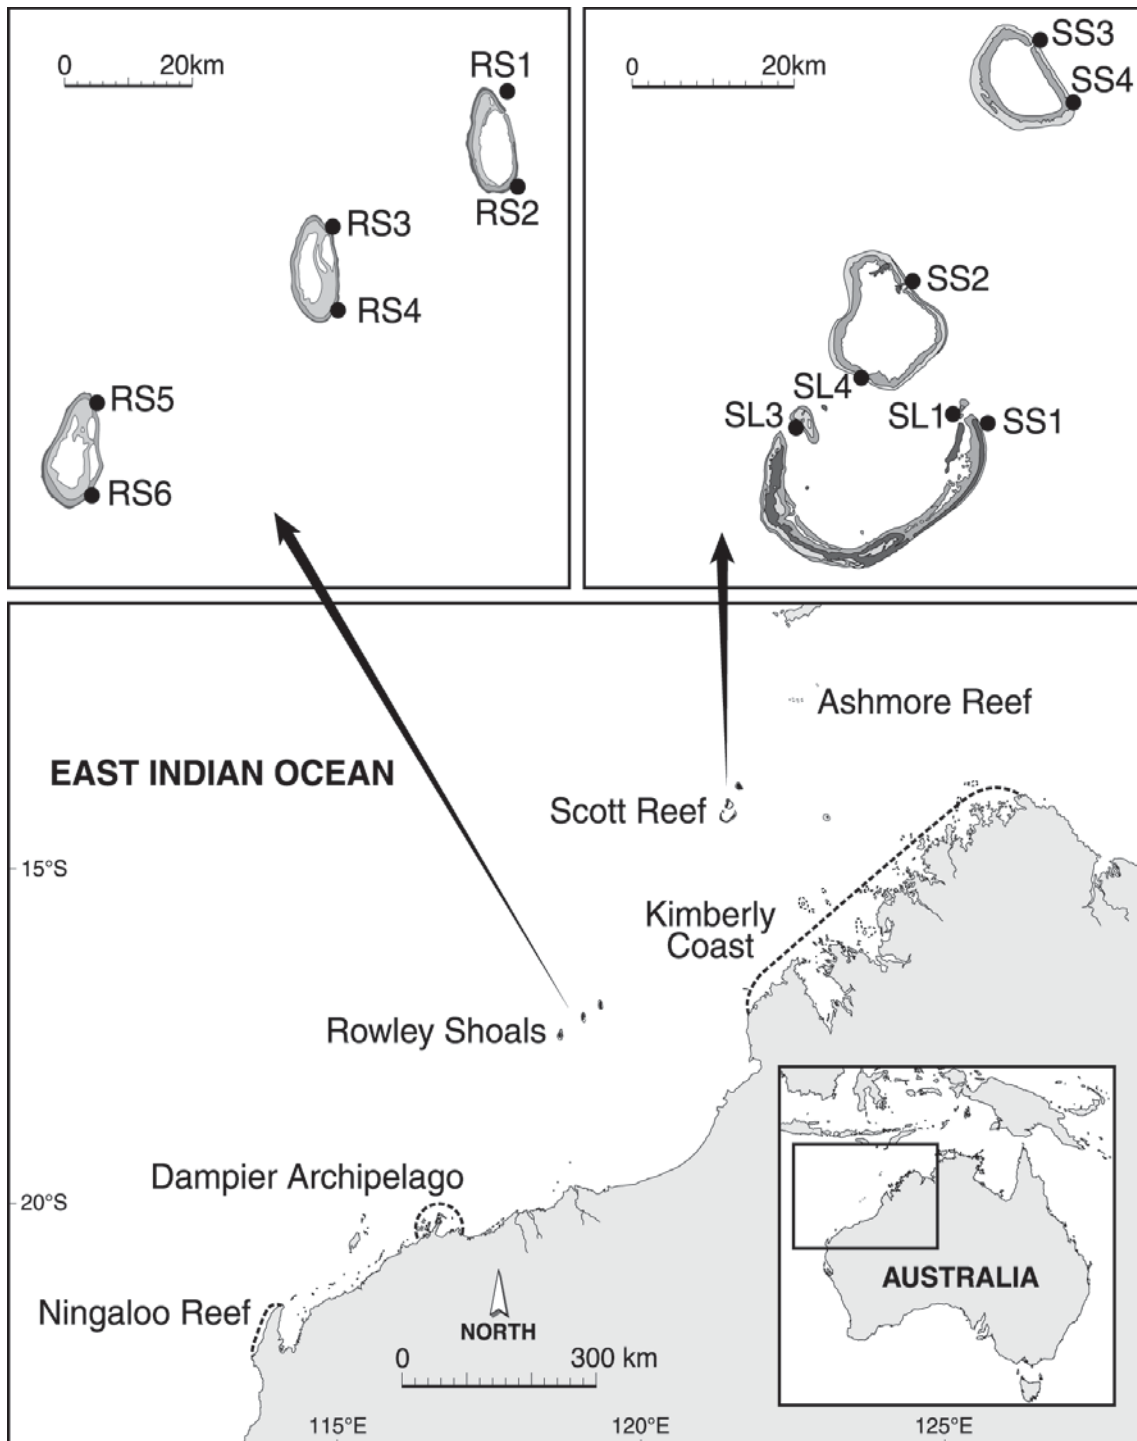 0 20km
RS1
RS2
RS3
RS4
RS5
RS6
0 20km
SS3
SS4
SS2
SL4
SL3
SL1
SS1
Ashmore Reef
EAST INDIAN OCEAN
Scott Reef
15°S
Kimberly
Coast
Rowley Shoals
Dampier Archipelago
20°S
AUSTRALIA
Ningaloo Reef
NORTH
0 300 km
115°E 120°E 125°E